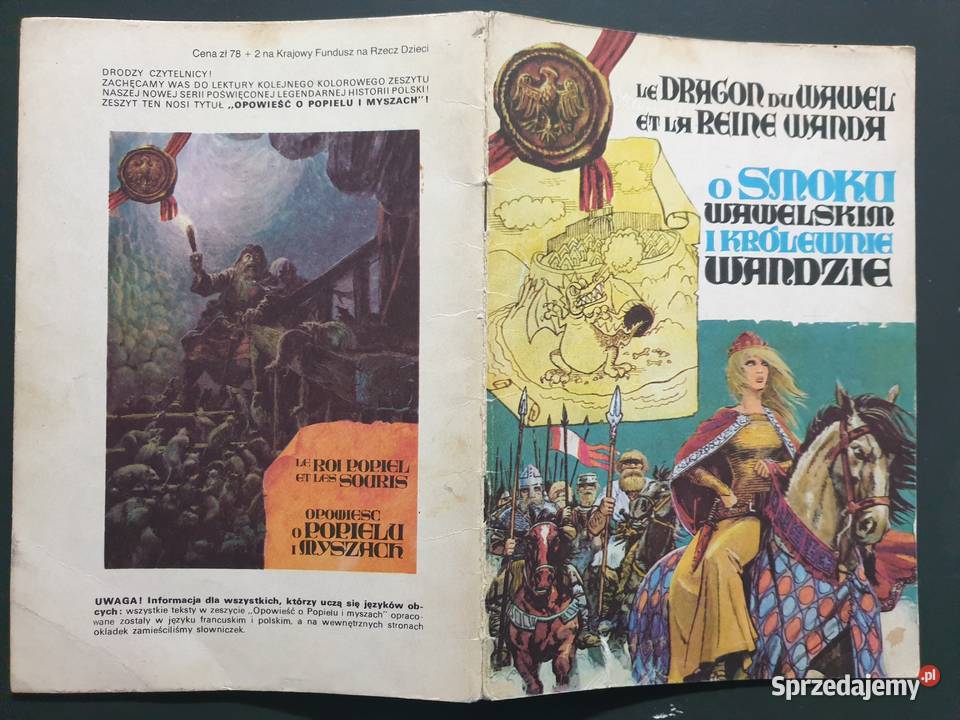 Cena zł 78 + 2 na Krajowy Fundusz na Rzecz Dzieci
DRODZY CZYTELNICY!
ZACHĘCAMY WAS DO LEKTURY KOLEJNEGO KOLOROWEGO ZESZYTU
NASZEJ NOWEJ SERII POŚWIĘCONEJ LEGENDARNEJ HISTORII POLSKI!
ZESZYT TEN NOSI TYTUŁ „OPOWIEŚĆ O POPIELU I MYSZACH"!
LE ROI POPIEL
ET LES SOURIS
OPOWIEŚĆ
O POPIELU
I MYSZACH
UWAGA! Informacja dla wszystkich, którzy uczą się języków ob-
cych: wszystkie teksty w zeszycie „Opowieść o Popielu i myszach" opraco-
wane zostały w języku francuskim i polskim, a na wewnętrznych stronach
okładek zamieściliśmy słowniczek.
LE DRAGON DU WAWEL
ET LA REINE WANDA
O SMOKU
WAWELSKIM
I KRÓLEWNIE
WANDZIE
Sprzedajemy.pl